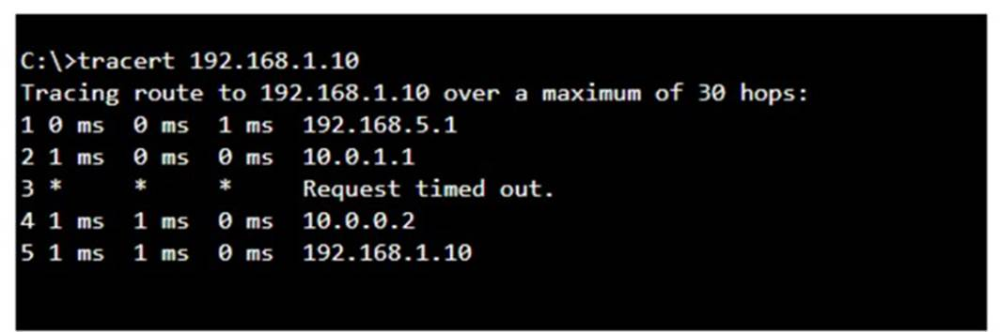 C:\>tracert 192.168.1.10
Tracing route to 192.168.1.10 over a maximum of 30 hops:
1 0 ms 0 ms 1 ms 192.168.5.1
2 1 ms 0 ms 0 ms 10.0.1.1
3 * * * Request timed out.
4 1 ms 1 ms 0 ms 10.0.0.2
5 1 ms 1 ms 0 ms 192.168.1.10